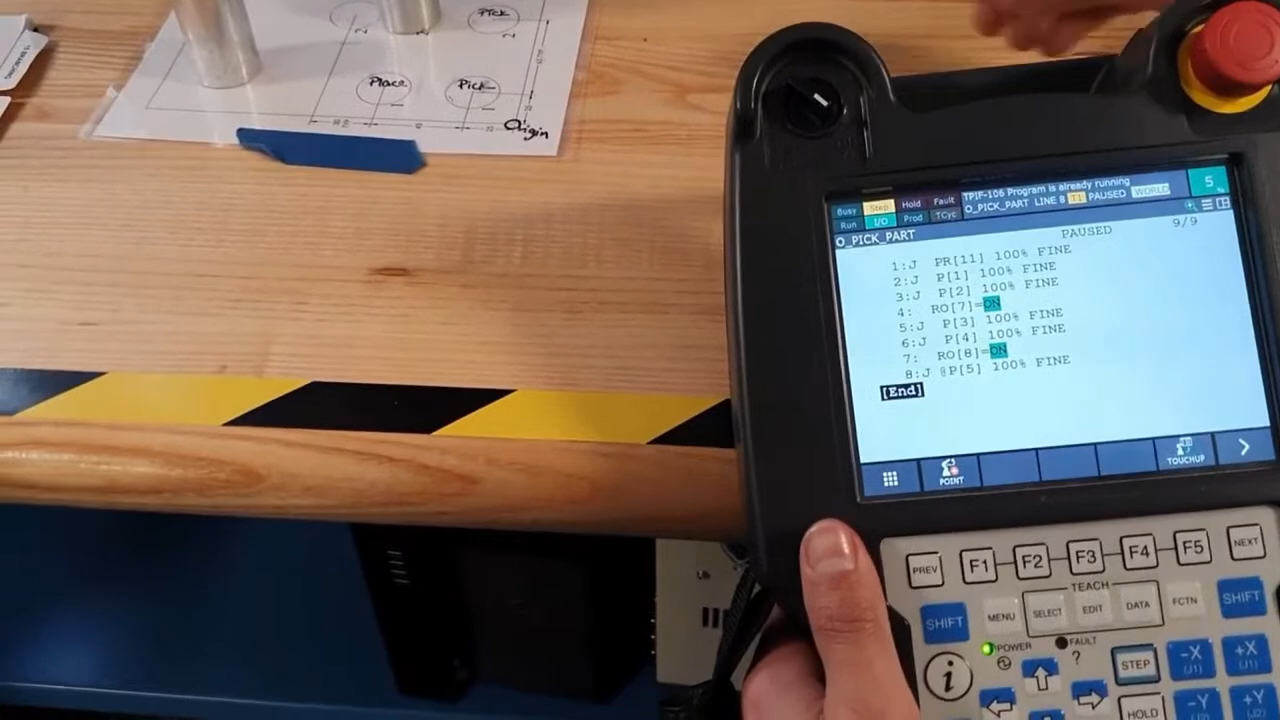 Pick
Place
Pick
Origin
Busy Step Hold Fault
Run I/O Prod TCyc
TPIF-106 Program is already running
O_PICK_PART LINE 8 T1 PAUSED WORLD
5 %
O_PICK_PART PAUSED 9/9
1:J PR[11] 100% FINE
2:J P[1] 100% FINE
3:J P[2] 100% FINE
4: RO[7]=ON
5:J P[3] 100% FINE
6:J P[4] 100% FINE
7: RO[8]=ON
8:J @P[5] 100% FINE
[End]
POINT TOUCHUP >
PREV F1 F2 F3 F4 F5 NEXT
TEACH
SHIFT MENU SELECT EDIT DATA FCTN SHIFT
POWER FAULT
i ? STEP -X (J1) +X (J1)
HOLD -Y (J2) +Y (J2)